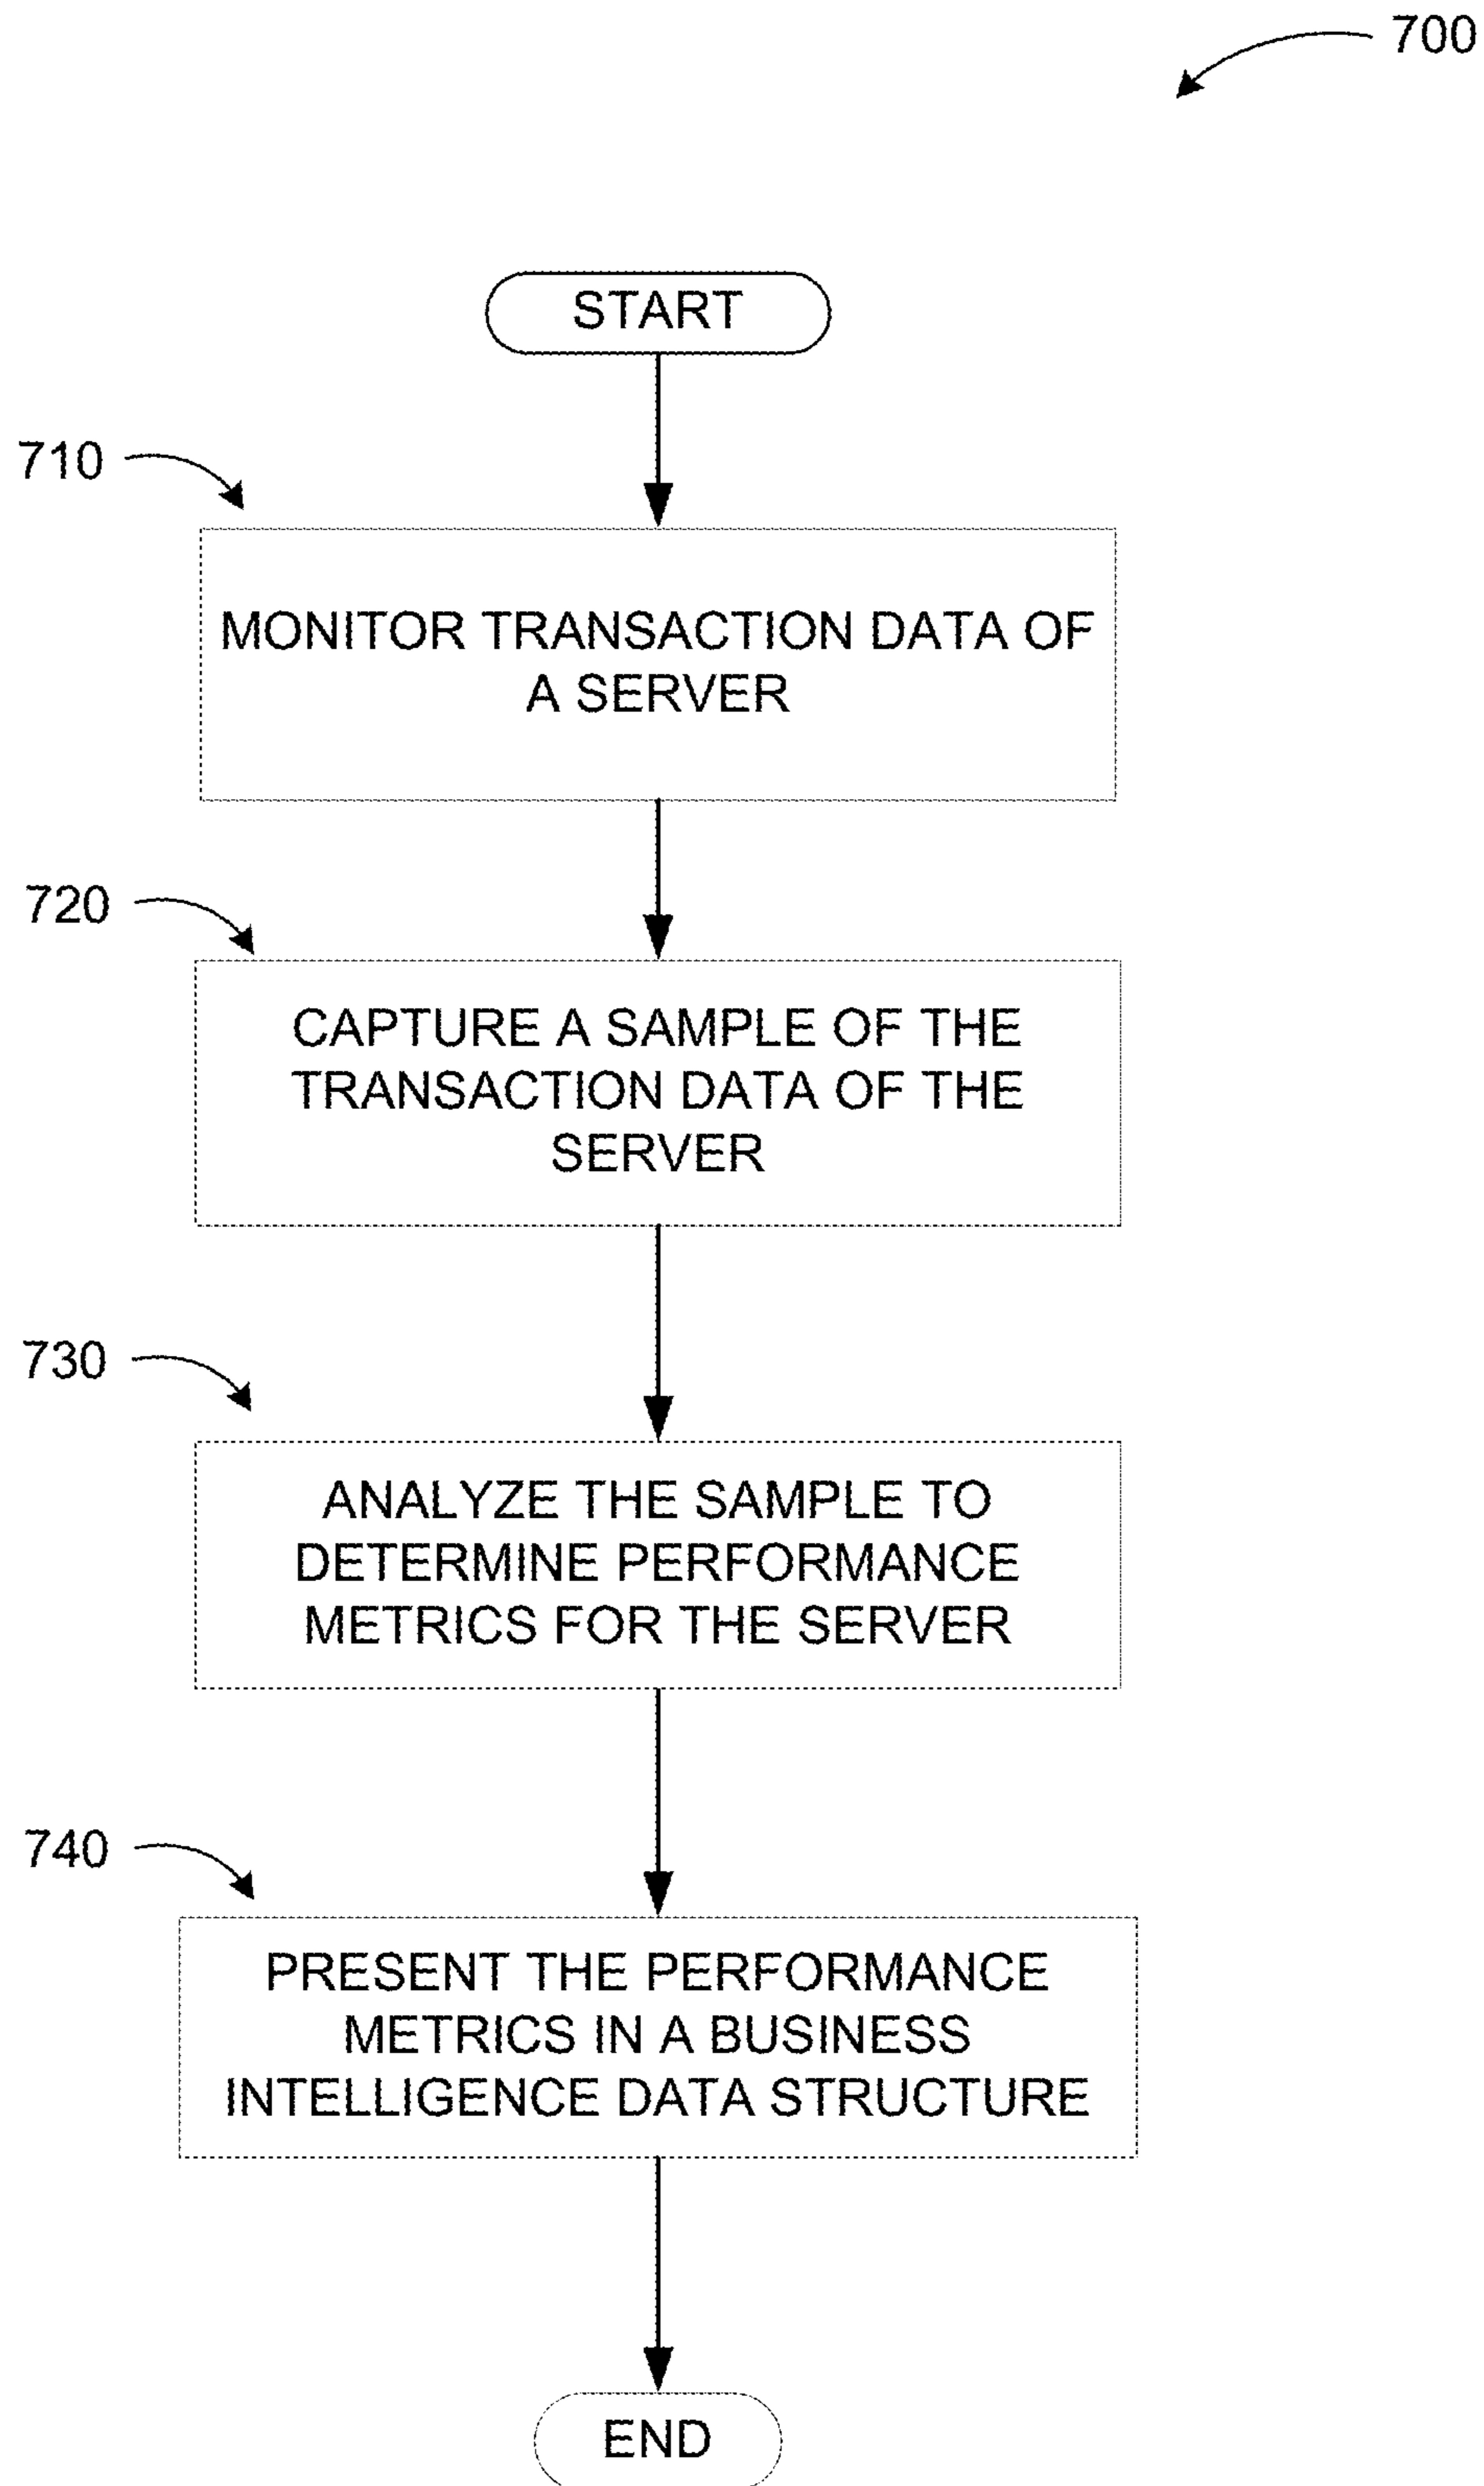 700
START
710
MONITOR TRANSACTION DATA OF
A SERVER
720
CAPTURE A SAMPLE OF THE
TRANSACTION DATA OF THE
SERVER
730
ANALYZE THE SAMPLE TO
DETERMINE PERFORMANCE
METRICS FOR THE SERVER
740
PRESENT THE PERFORMANCE
METRICS IN A BUSINESS
INTELLIGENCE DATA STRUCTURE
END